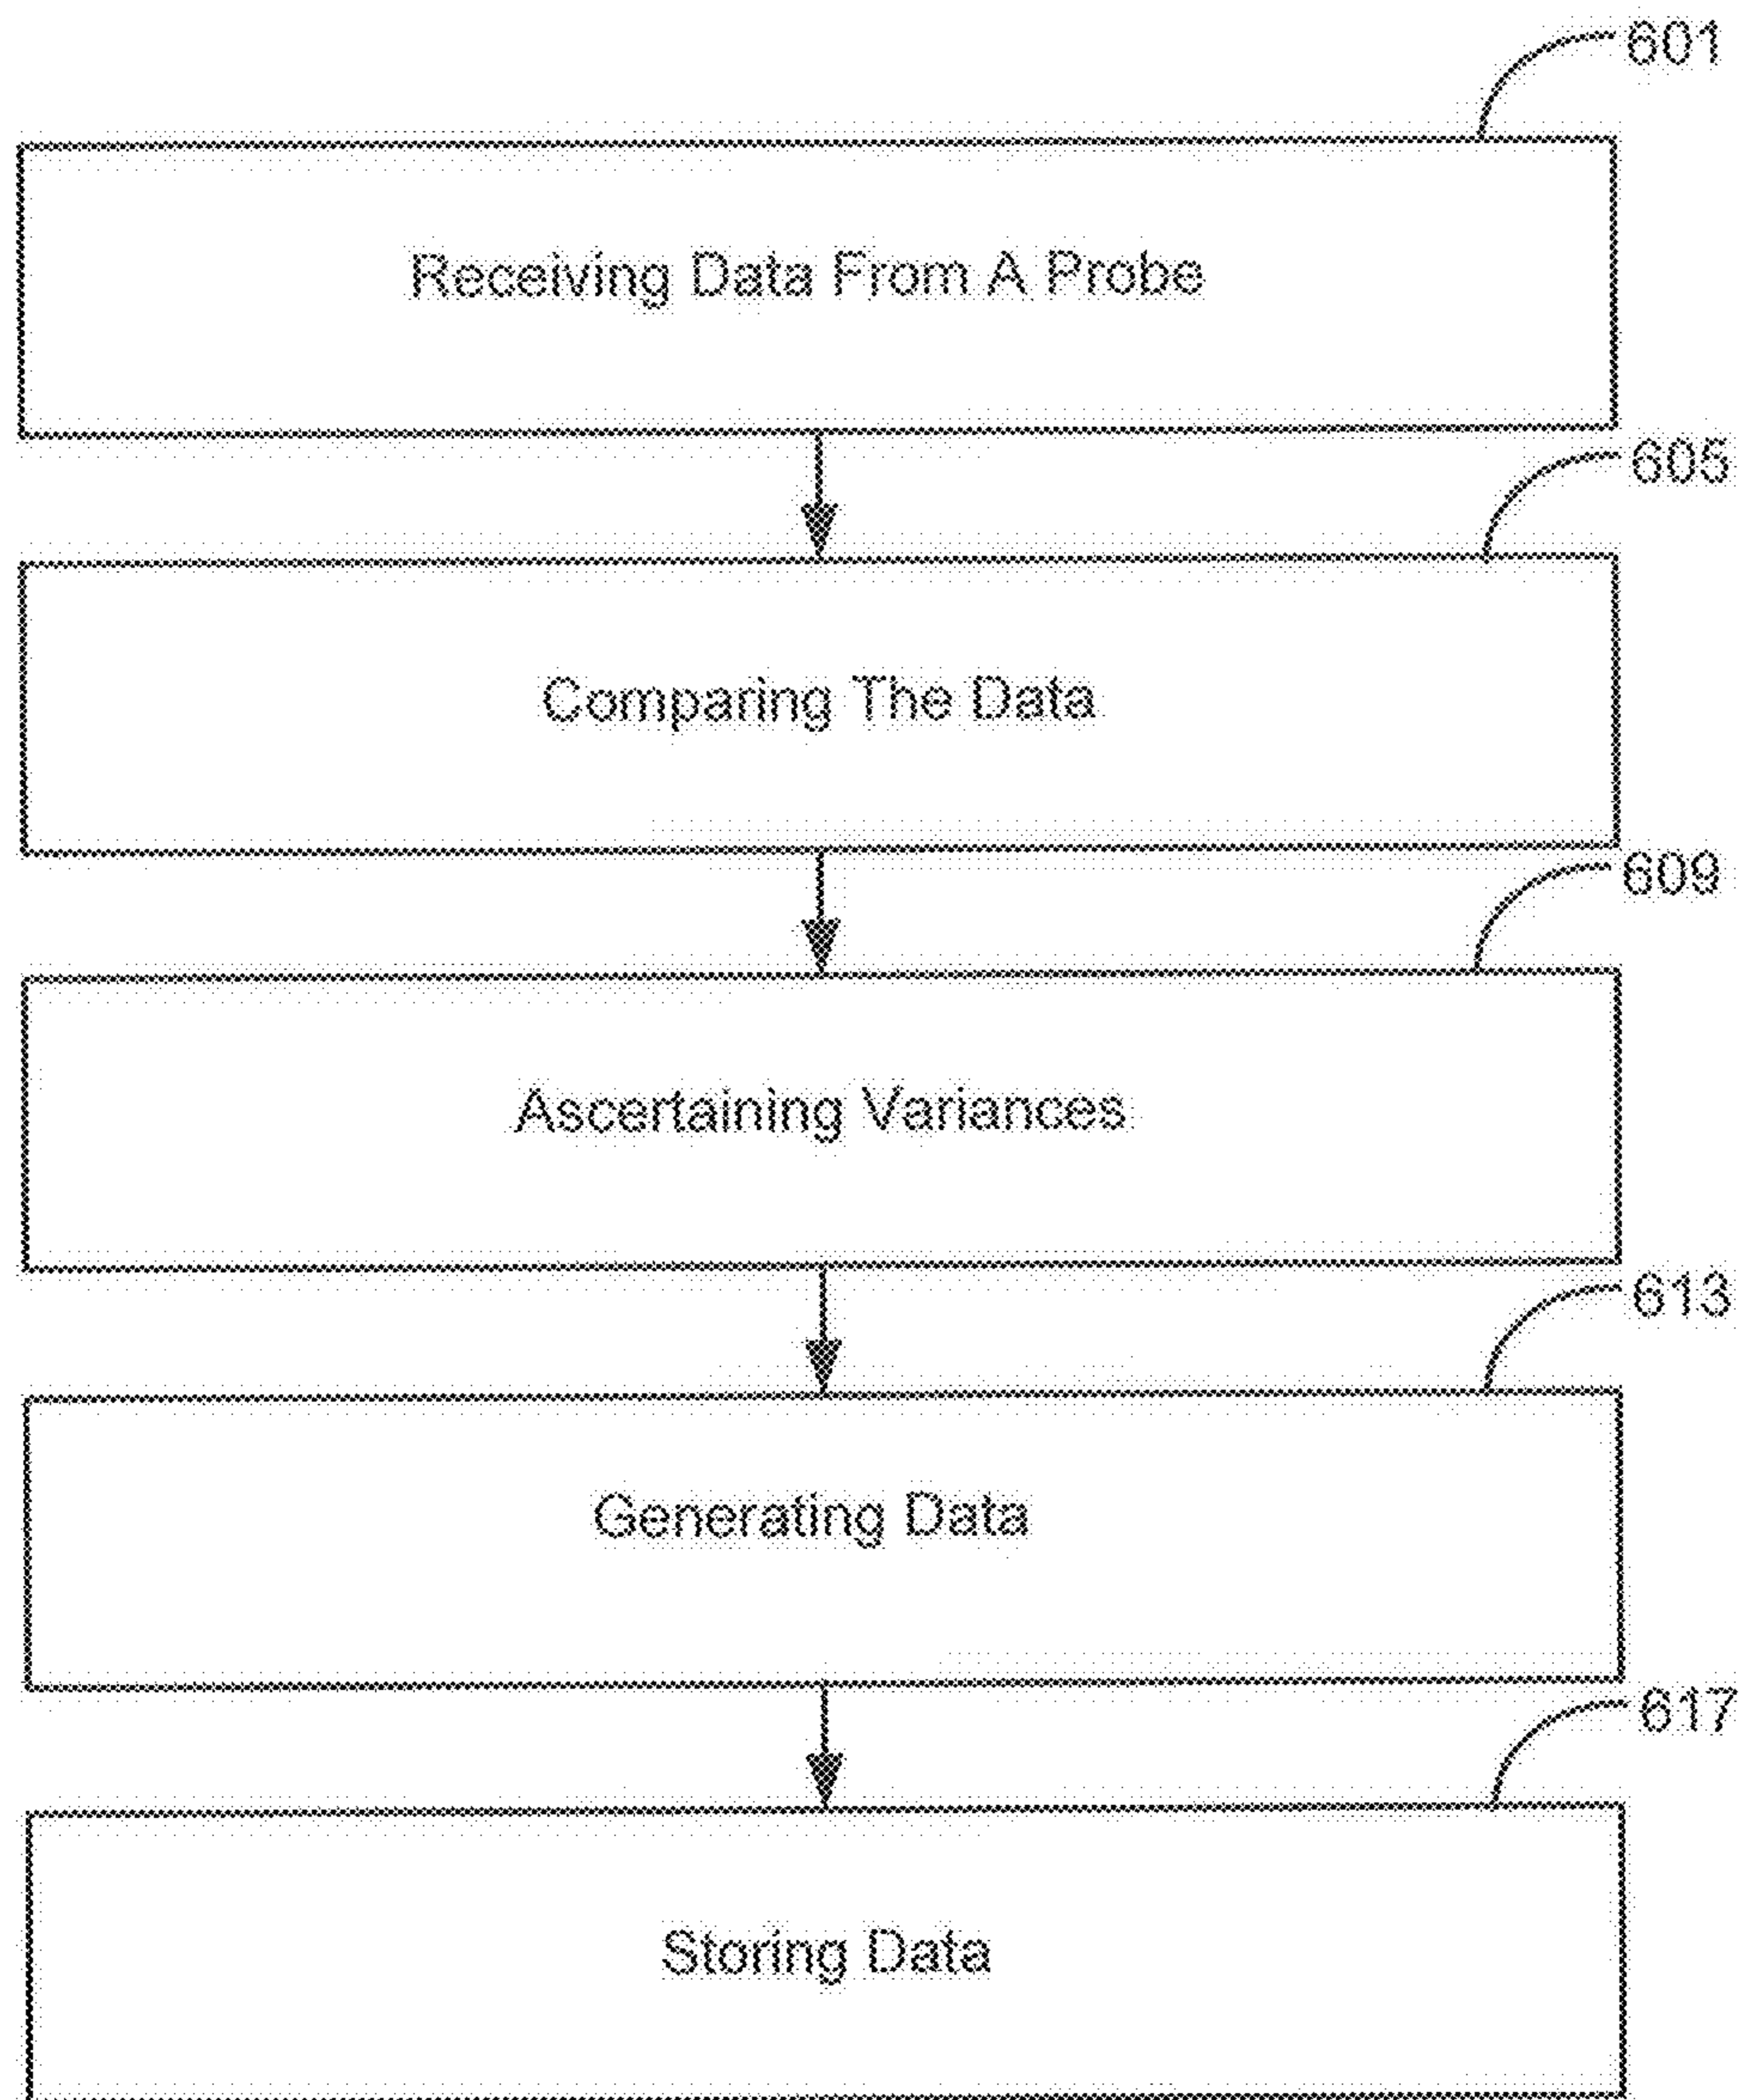 601
Receiving Data From A Probe
605
Comparing The Data
609
Ascertaining Variances
613
Generating Data
617
Storing Data